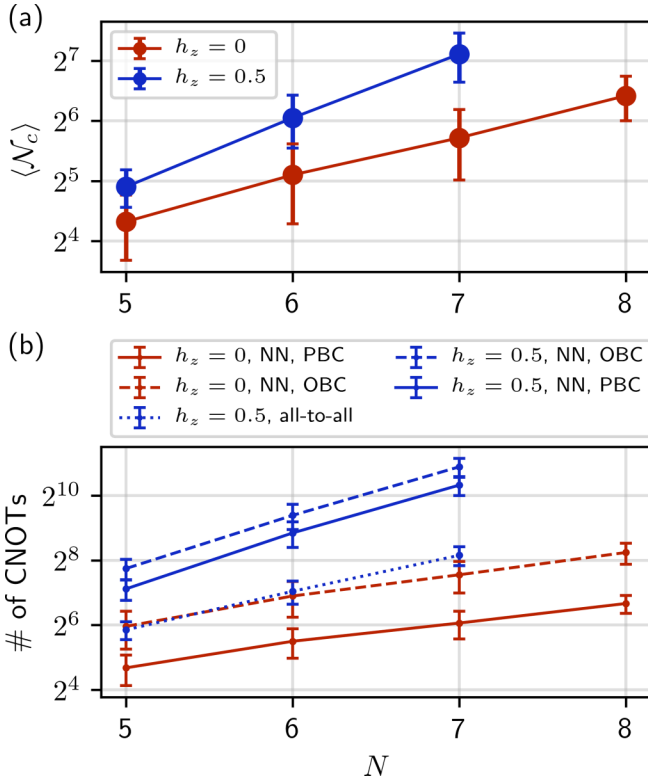 (a)
h_z = 0
h_z = 0.5
⟨𝒩_c⟩
2^7
2^6
2^5
2^4
5 6 7 8
(b)
h_z = 0, NN, PBC
h_z = 0, NN, OBC
h_z = 0.5, all-to-all
h_z = 0.5, NN, OBC
h_z = 0.5, NN, PBC
# of CNOTs
2^10
2^8
2^6
2^4
5 6 7 8
N